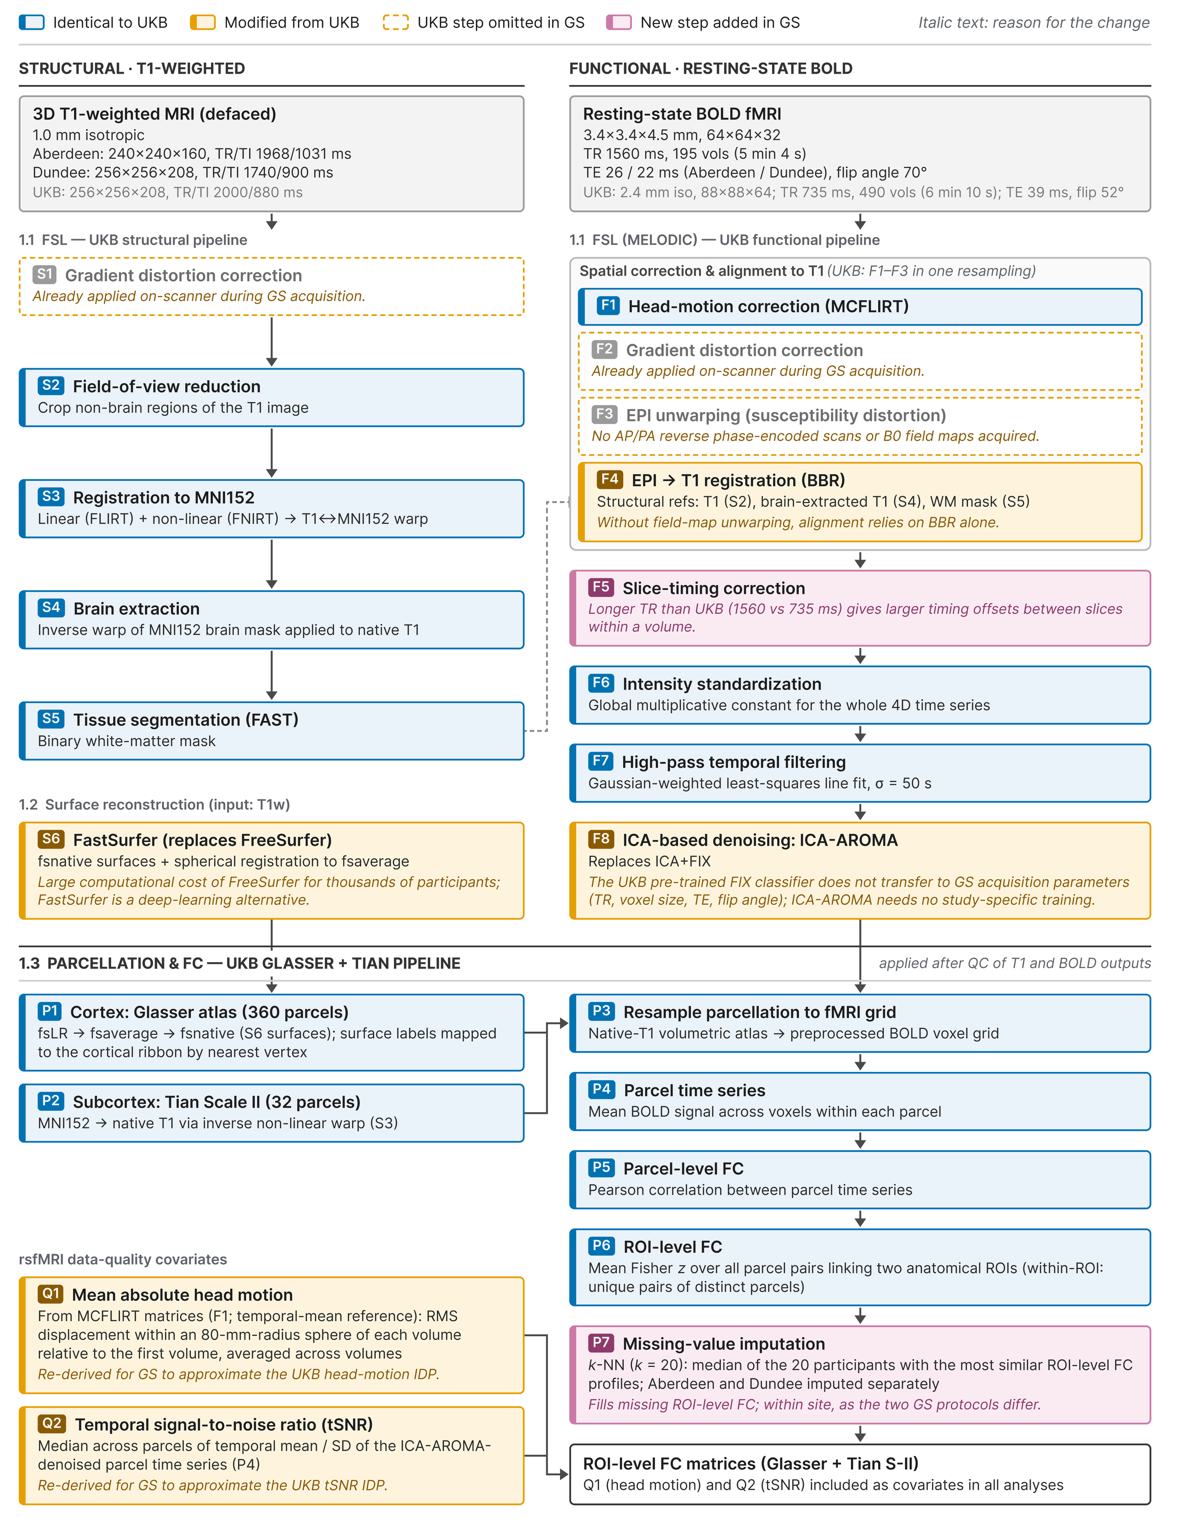 Identical to UKB
Modified from UKB
UKB step omitted in GS
New step added in GS
Italic text: reason for the change
STRUCTURAL · T1-WEIGHTED
3D T1-weighted MRI (defaced)
1.0 mm isotropic
Aberdeen: 240×240×160, TR/TI 1968/1031 ms
Dundee: 256×256×208, TR/TI 1740/900 ms
UKB: 256×256×208, TR/TI 2000/880 ms
1.1 FSL — UKB structural pipeline
S1 Gradient distortion correction
Already applied on-scanner during GS acquisition.
S2 Field-of-view reduction
Crop non-brain regions of the T1 image
S3 Registration to MNI152
Linear (FLIRT) + non-linear (FNIRT) → T1↔MNI152 warp
S4 Brain extraction
Inverse warp of MNI152 brain mask applied to native T1
S5 Tissue segmentation (FAST)
Binary white-matter mask
1.2 Surface reconstruction (input: T1w)
S6 FastSurfer (replaces FreeSurfer)
fsnative surfaces + spherical registration to fsaverage
Large computational cost of FreeSurfer for thousands of participants;
FastSurfer is a deep-learning alternative.
FUNCTIONAL · RESTING-STATE BOLD
Resting-state BOLD fMRI
3.4×3.4×4.5 mm, 64×64×32
TR 1560 ms, 195 vols (5 min 4 s)
TE 26 / 22 ms (Aberdeen / Dundee), flip angle 70°
UKB: 2.4 mm iso, 88×88×64; TR 735 ms, 490 vols (6 min 10 s); TE 39 ms, flip 52°
1.1 FSL (MELODIC) — UKB functional pipeline
Spatial correction & alignment to T1 (UKB: F1–F3 in one resampling)
F1 Head-motion correction (MCFLIRT)
F2 Gradient distortion correction
Already applied on-scanner during GS acquisition.
F3 EPI unwarping (susceptibility distortion)
No AP/PA reverse phase-encoded scans or B0 field maps acquired.
F4 EPI → T1 registration (BBR)
Structural refs: T1 (S2), brain-extracted T1 (S4), WM mask (S5)
Without field-map unwarping, alignment relies on BBR alone.
F5 Slice-timing correction
Longer TR than UKB (1560 vs 735 ms) gives larger timing offsets between slices
within a volume.
F6 Intensity standardization
Global multiplicative constant for the whole 4D time series
F7 High-pass temporal filtering
Gaussian-weighted least-squares line fit, σ = 50 s
F8 ICA-based denoising: ICA-AROMA
Replaces ICA+FIX
The UKB pre-trained FIX classifier does not transfer to GS acquisition parameters
(TR, voxel size, TE, flip angle); ICA-AROMA needs no study-specific training.
1.3 PARCELLATION & FC — UKB GLASSER + TIAN PIPELINE
applied after QC of T1 and BOLD outputs
P1 Cortex: Glasser atlas (360 parcels)
fsLR → fsaverage → fsnative (S6 surfaces); surface labels mapped
to the cortical ribbon by nearest vertex
P2 Subcortex: Tian Scale II (32 parcels)
MNI152 → native T1 via inverse non-linear warp (S3)
P3 Resample parcellation to fMRI grid
Native-T1 volumetric atlas → preprocessed BOLD voxel grid
P4 Parcel time series
Mean BOLD signal across voxels within each parcel
P5 Parcel-level FC
Pearson correlation between parcel time series
P6 ROI-level FC
Mean Fisher z over all parcel pairs linking two anatomical ROIs (within-ROI:
unique pairs of distinct parcels)
P7 Missing-value imputation
k-NN (k = 20): median of the 20 participants with the most similar ROI-level FC
profiles; Aberdeen and Dundee imputed separately
Fills missing ROI-level FC; within site, as the two GS protocols differ.
rsfMRI data-quality covariates
Q1 Mean absolute head motion
From MCFLIRT matrices (F1; temporal-mean reference): RMS
displacement within an 80-mm-radius sphere of each volume
relative to the first volume, averaged across volumes
Re-derived for GS to approximate the UKB head-motion IDP.
Q2 Temporal signal-to-noise ratio (tSNR)
Median across parcels of temporal mean / SD of the ICA-AROMA-
denoised parcel time series (P4)
Re-derived for GS to approximate the UKB tSNR IDP.
ROI-level FC matrices (Glasser + Tian S-II)
Q1 (head motion) and Q2 (tSNR) included as covariates in all analyses